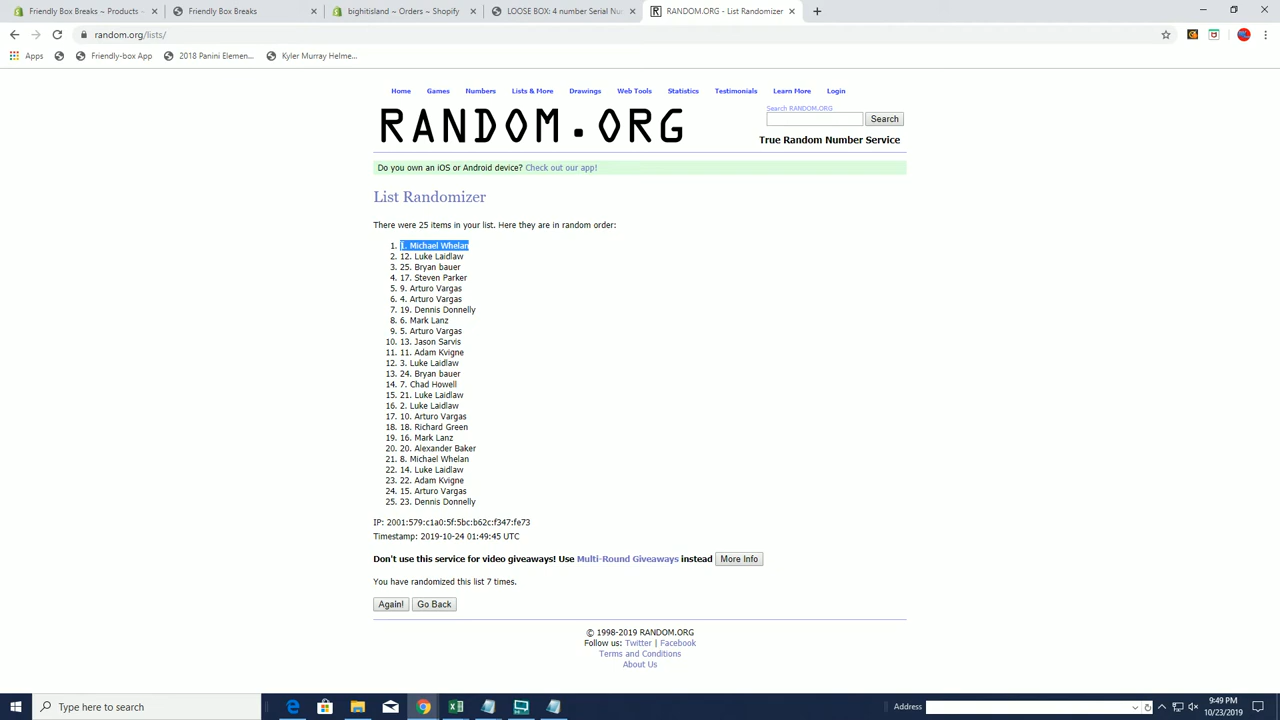 Friendly Box Breaks ~ Products ~
Friendly Box Breaks
bighitisland ~ Orders ~ Shopify
LOOSE BOX 4 number Serial Nu
RANDOM.ORG - List Randomizer
random.org/lists/
Apps
Friendly-box App
2018 Panini Elemen...
Kyler Murray Helme...
Home Games Numbers Lists & More Drawings Web Tools Statistics Testimonials Learn More Login
RANDOM.ORG
Search RANDOM.ORG
Search
True Random Number Service
Do you own an iOS or Android device? Check out our app!
List Randomizer
There were 25 items in your list. Here they are in random order:
1. 1. Michael Whelan
2. 12. Luke Laidlaw
3. 25. Bryan bauer
4. 17. Steven Parker
5. 9. Arturo Vargas
6. 4. Arturo Vargas
7. 19. Dennis Donnelly
8. 6. Mark Lanz
9. 5. Arturo Vargas
10. 13. Jason Sarvis
11. 11. Adam Kvigne
12. 3. Luke Laidlaw
13. 24. Bryan bauer
14. 7. Chad Howell
15. 21. Luke Laidlaw
16. 2. Luke Laidlaw
17. 10. Arturo Vargas
18. 18. Richard Green
19. 16. Mark Lanz
20. 20. Alexander Baker
21. 8. Michael Whelan
22. 14. Luke Laidlaw
23. 22. Adam Kvigne
24. 15. Arturo Vargas
25. 23. Dennis Donnelly
IP: 2001:579:c1a0:5f:5bc:b62c:f347:fe73
Timestamp: 2019-10-24 01:49:45 UTC
Don't use this service for video giveaways! Use Multi-Round Giveaways instead More Info
You have randomized this list 7 times.
Again! Go Back
© 1998-2019 RANDOM.ORG
Follow us: Twitter | Facebook
Terms and Conditions
About Us
Type here to search
Address
9:49 PM
10/23/2019